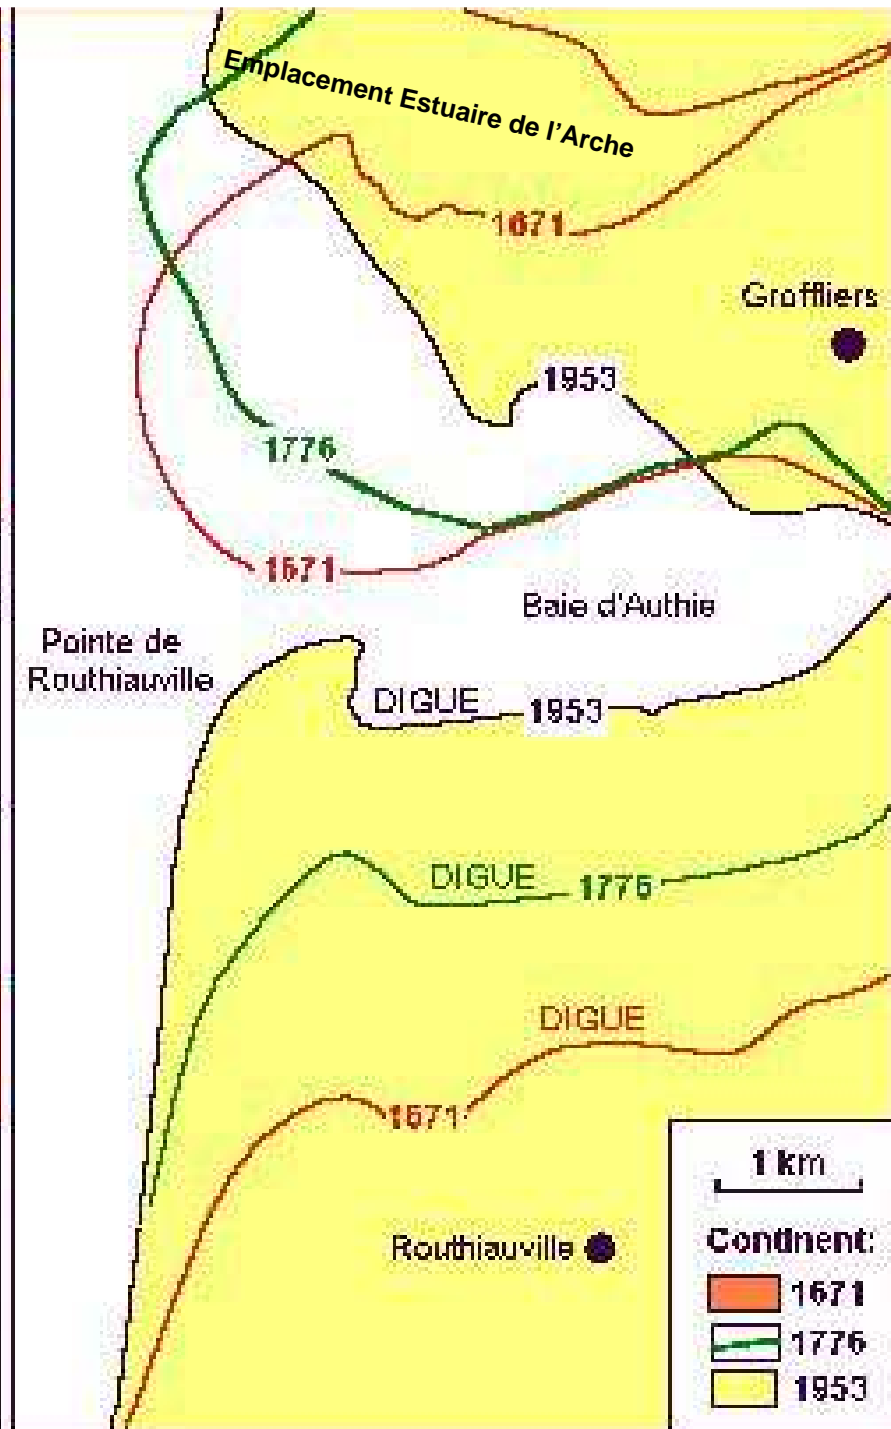 Emplacement Estuaire de l’Arche
1671
Groffliers
1953
1776
1671
Baie d'Authie
Pointe de
Routhiauville
DIGUE 1953
DIGUE 1776
DIGUE
1671
1 km
Routhiauville
Continent:
1671
1776
1953